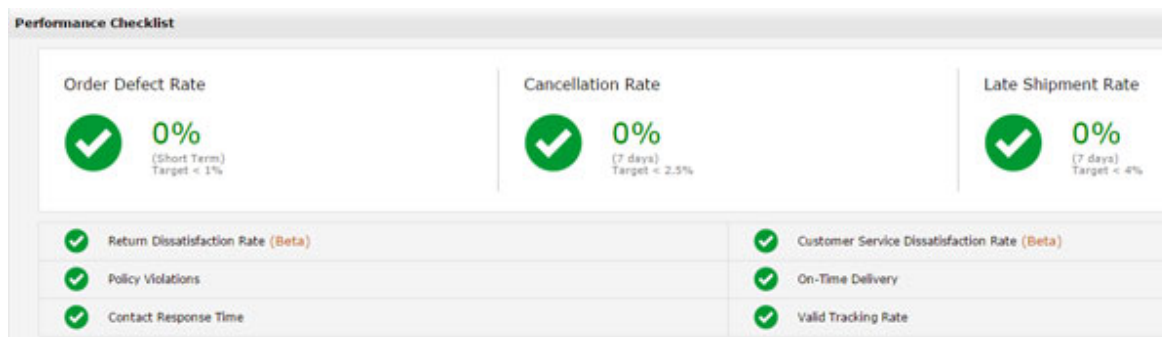 Performance Checklist
Order Defect Rate
0%
(Short Term)
Target < 1%
Cancellation Rate
0%
(7 days)
Target < 2.5%
Late Shipment Rate
0%
(7 days)
Target < 4%
Return Dissatisfaction Rate (Beta)
Customer Service Dissatisfaction Rate (Beta)
Policy Violations
On-Time Delivery
Contact Response Time
Valid Tracking Rate